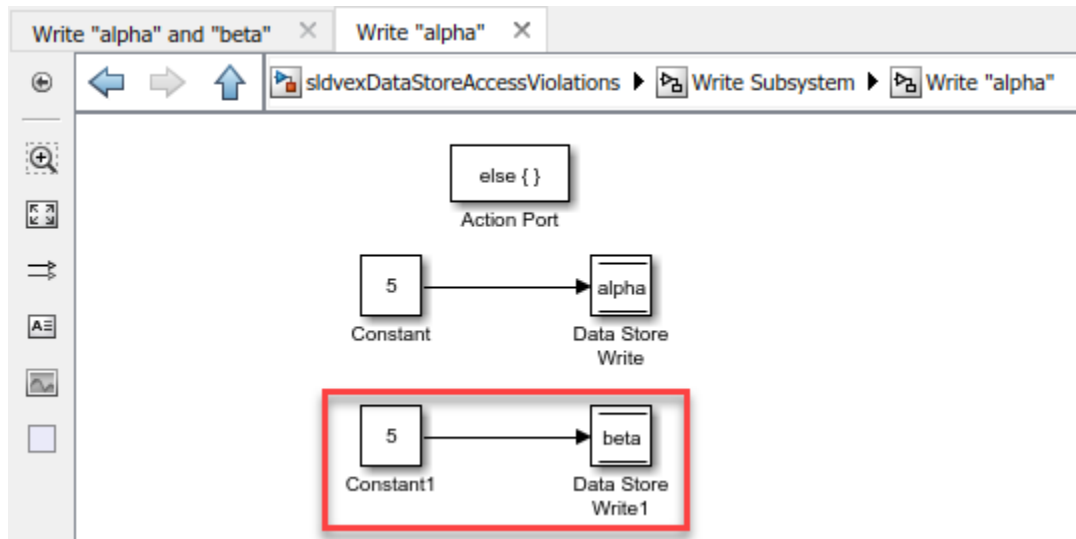 Write "alpha" and "beta"
Write "alpha"
sldvexDataStoreAccessViolations
Write Subsystem
Write "alpha"
else { }
Action Port
5
alpha
Constant
Data Store
Write
5
beta
Constant1
Data Store
Write1